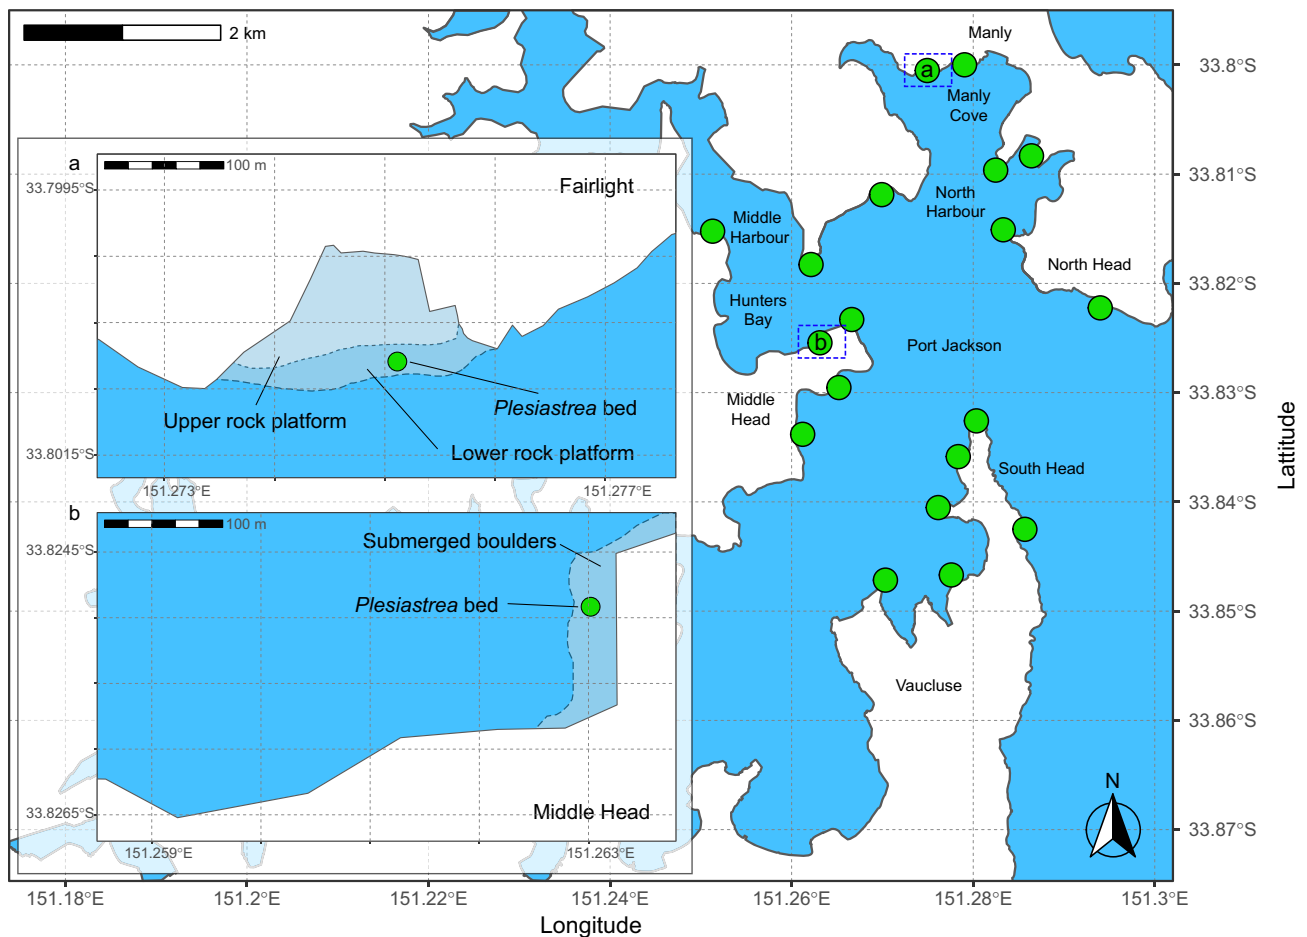 2 km
Manly
a
Manly
Cove
33.8°S
33.81°S
33.82°S
33.83°S
33.84°S
33.85°S
33.86°S
33.87°S
Lattitude
North
Harbour
Middle
Harbour
North Head
Hunters
Bay
b
Port Jackson
Middle
Head
South Head
Vaucluse
N
a
100 m
Fairlight
33.7995°S
33.8015°S
Upper rock platform
Plesiastrea bed
Lower rock platform
151.273°E
151.277°E
b
100 m
33.8245°S
33.8265°S
Submerged boulders
Plesiastrea bed
Middle Head
151.259°E
151.263°E
151.18°E
151.2°E
151.22°E
151.24°E
151.26°E
151.28°E
151.3°E
Longitude